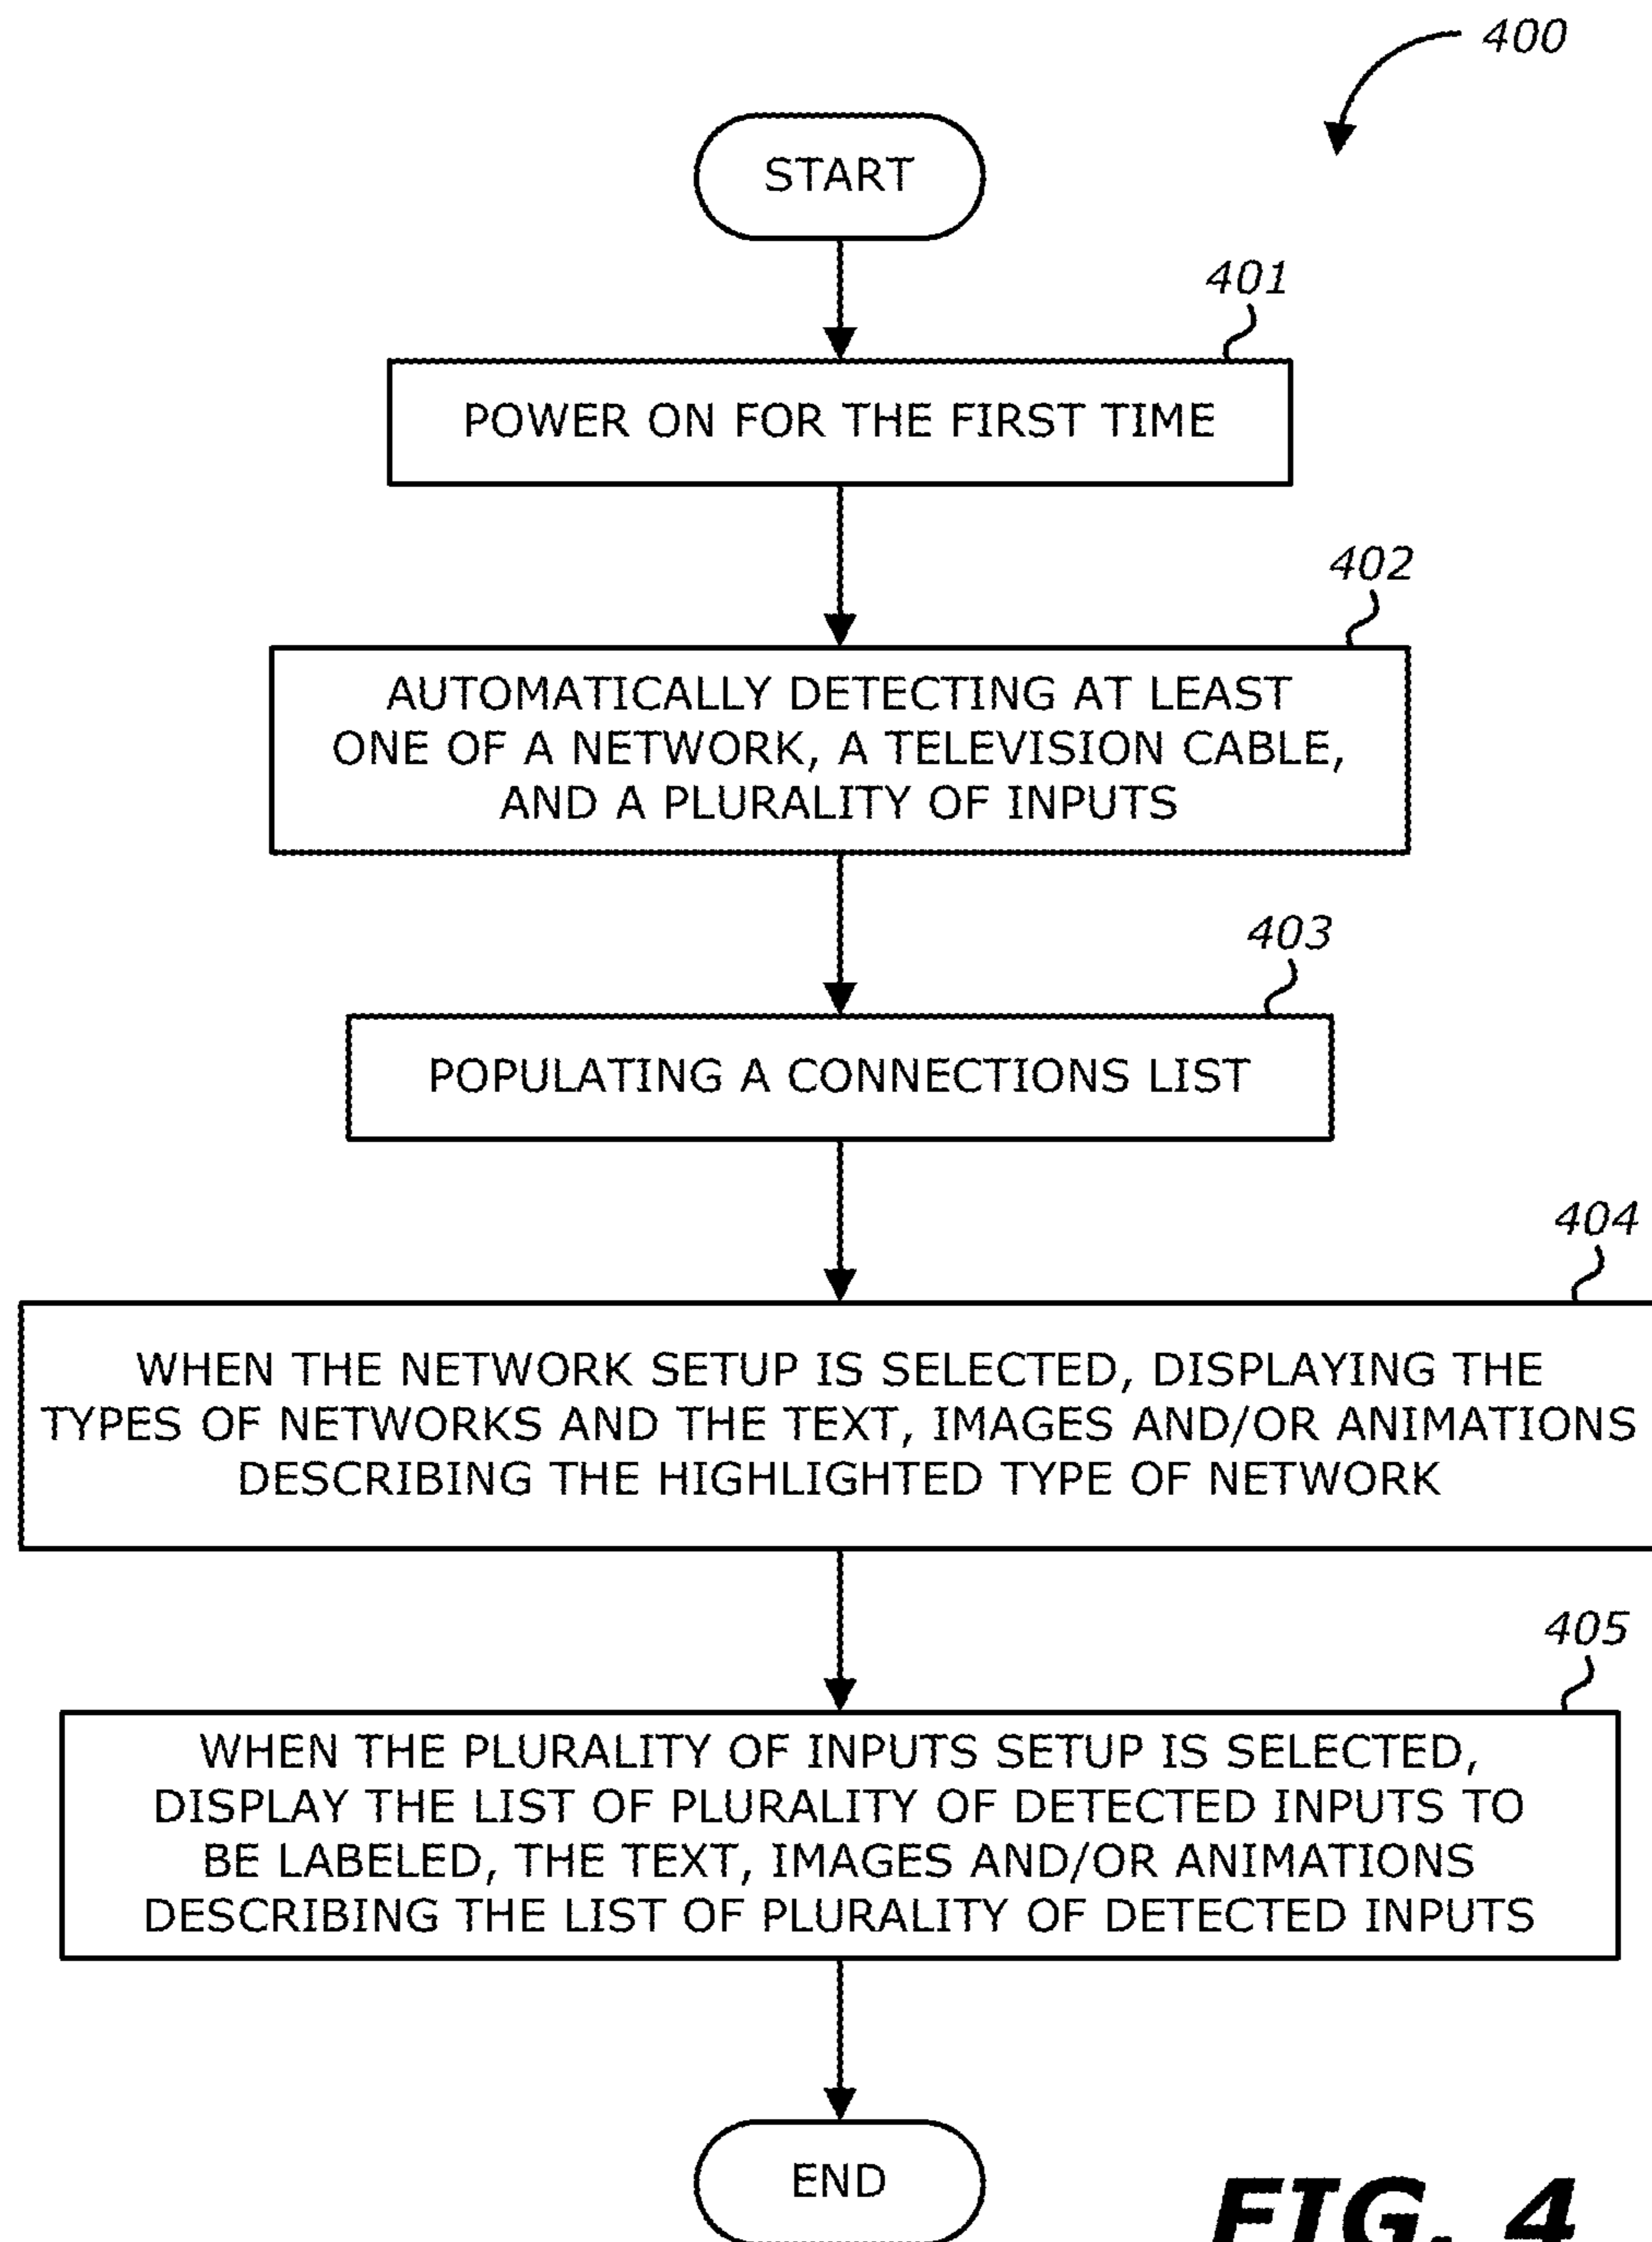 400
START
401
POWER ON FOR THE FIRST TIME
402
AUTOMATICALLY DETECTING AT LEAST
ONE OF A NETWORK, A TELEVISION CABLE,
AND A PLURALITY OF INPUTS
403
POPULATING A CONNECTIONS LIST
404
WHEN THE NETWORK SETUP IS SELECTED, DISPLAYING THE
TYPES OF NETWORKS AND THE TEXT, IMAGES AND/OR ANIMATIONS
DESCRIBING THE HIGHLIGHTED TYPE OF NETWORK
405
WHEN THE PLURALITY OF INPUTS SETUP IS SELECTED,
DISPLAY THE LIST OF PLURALITY OF DETECTED INPUTS TO
BE LABELED, THE TEXT, IMAGES AND/OR ANIMATIONS
DESCRIBING THE LIST OF PLURALITY OF DETECTED INPUTS
END
FIG. 4